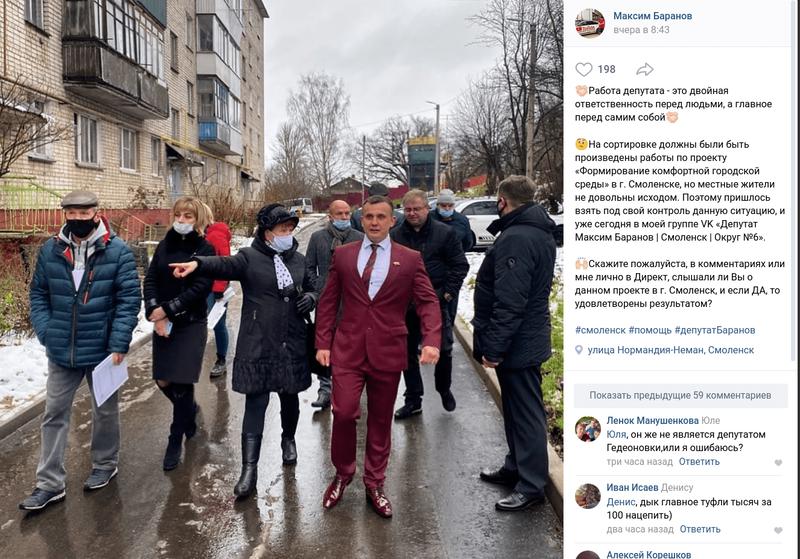 Максим Баранов
вчера в 8:43
198
Работа депутата - это двойная
ответственность перед людьми, а главное
перед самим собой
На сортировке должны были быть
произведены работы по проекту
«Формирование комфортной городской
среды» в г. Смоленске, но местные жители
не довольны исходом. Поэтому пришлось
взять под свой контроль данную ситуацию, и
уже сегодня в моей группе VK «Депутат
Максим Баранов | Смоленск | Округ №6».
Скажите пожалуйста, в комментариях или
мне лично в Директ, слышали ли Вы о
данном проекте в г. Смоленск, и если ДА, то
удовлетворены результатом?
#смоленск #помощь #депутатБаранов
улица Нормандия-Неман, Смоленск
Показать предыдущие 59 комментариев
Ленок Манушенкова Юле
Юля, он же не является депутатом
Гедеоновки,или я ошибаюсь?
три часа назад Ответить
Иван Исаев Денису
Денис, дык главное туфли тысяч за
100 нацепить)
два часа назад Ответить
Алексей Корешков